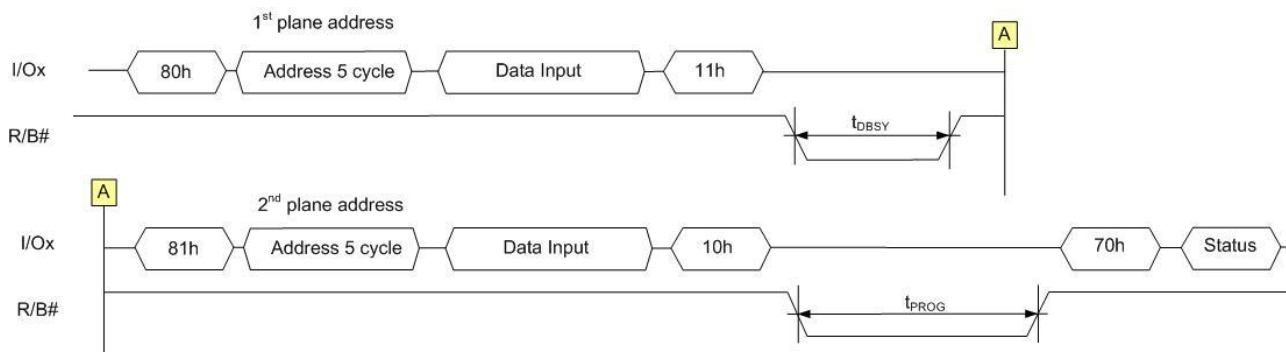 1st plane address
A
I/Ox 80h Address 5 cycle Data Input 11h
R/B# tDBSY
A
2nd plane address
I/Ox 81h Address 5 cycle Data Input 10h 70h Status
R/B# tPROG